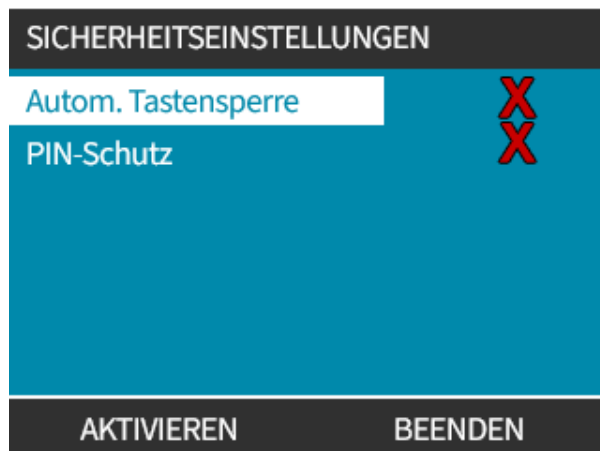 SICHERHEITSEINSTELLUNGEN
Autom. Tastensperre
PIN-Schutz
AKTIVIEREN BEENDEN